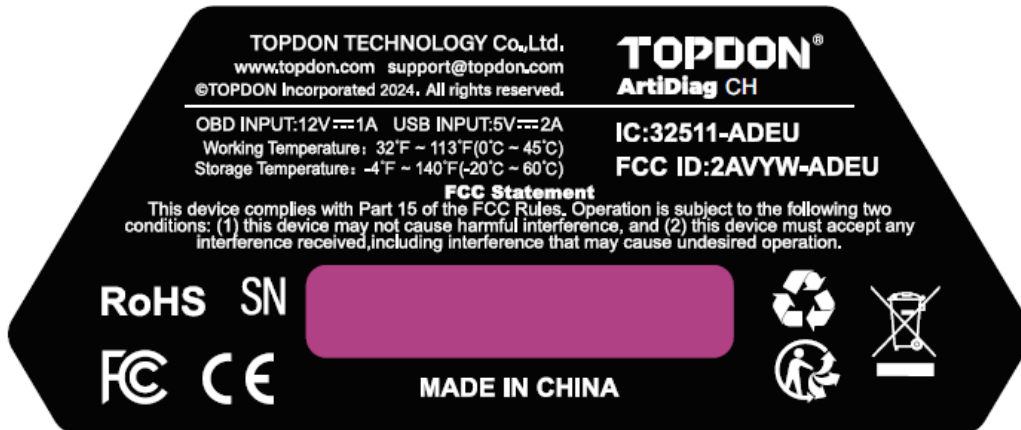 TOPDON TECHNOLOGY Co.,Ltd.
www.topdon.com support@topdon.com
©TOPDON Incorporated 2024. All rights reserved.
TOPDON®
ArtiDiag CH
OBD INPUT:12V⎓1A USB INPUT:5V⎓2A
Working Temperature: 32°F ~ 113°F(0°C ~ 45°C)
Storage Temperature: -4°F ~ 140°F(-20°C ~ 60°C)
IC:32511-ADEU
FCC ID:2AVYW-ADEU
FCC Statement
This device complies with Part 15 of the FCC Rules. Operation is subject to the following two
conditions: (1) this device may not cause harmful interference, and (2) this device must accept any
interference received,including interference that may cause undesired operation.
RoHS SN
FC CE
MADE IN CHINA